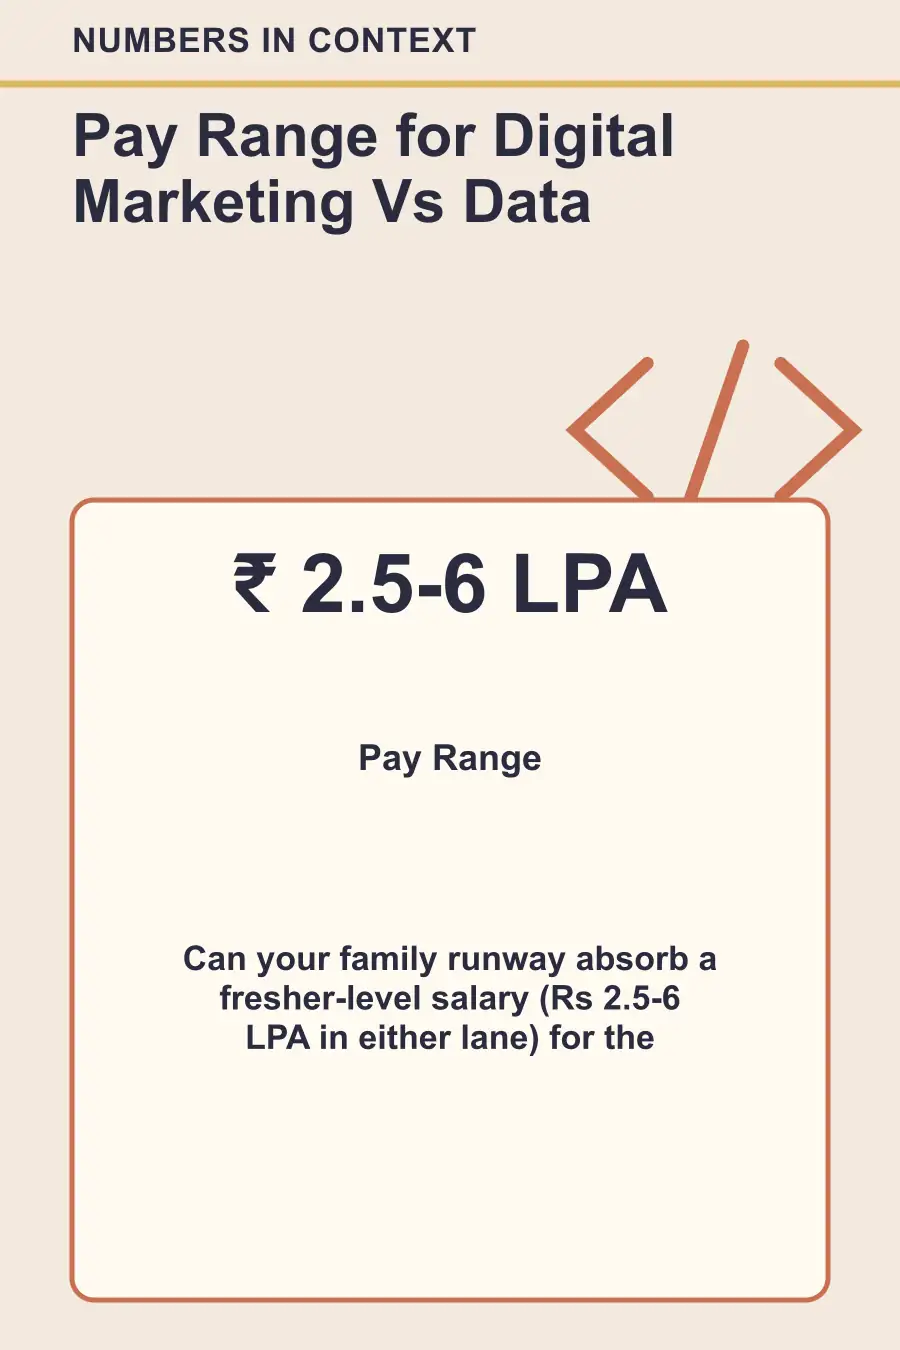 NUMBERS IN CONTEXT
Pay Range for Digital
Marketing Vs Data
₹ 2.5-6 LPA
Pay Range
Can your family runway absorb a
fresher-level salary (Rs 2.5-6
LPA in either lane) for the